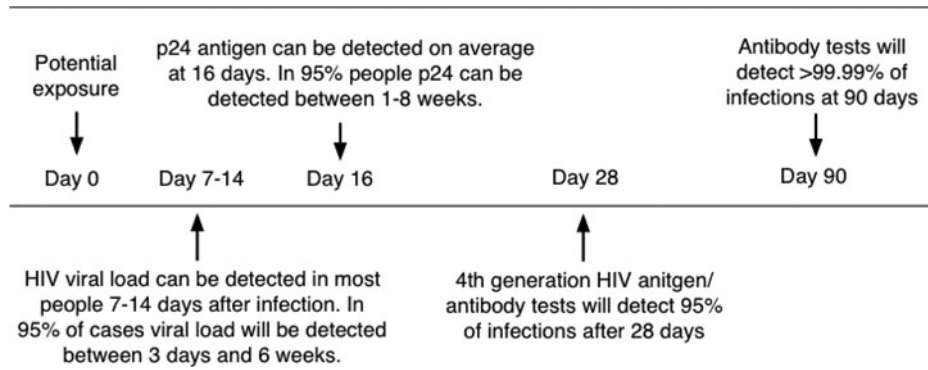 Potential
exposure
p24 antigen can be detected on average
at 16 days. In 95% people p24 can be
detected between 1-8 weeks.
Antibody tests will
detect >99.99% of
infections at 90 days
Day 0
Day 7-14
Day 16
Day 28
Day 90
HIV viral load can be detected in most
people 7-14 days after infection. In
95% of cases viral load will be detected
between 3 days and 6 weeks.
4th generation HIV anitgen/
antibody tests will detect 95%
of infections after 28 days